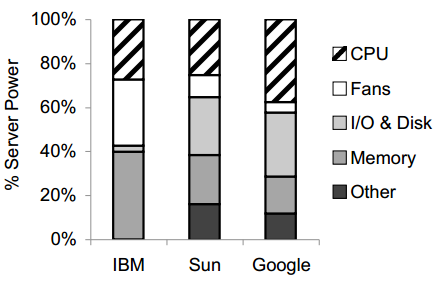 % Server Power
100%
80%
60%
40%
20%
0%
IBM
Sun
Google
CPU
Fans
I/O & Disk
Memory
Other